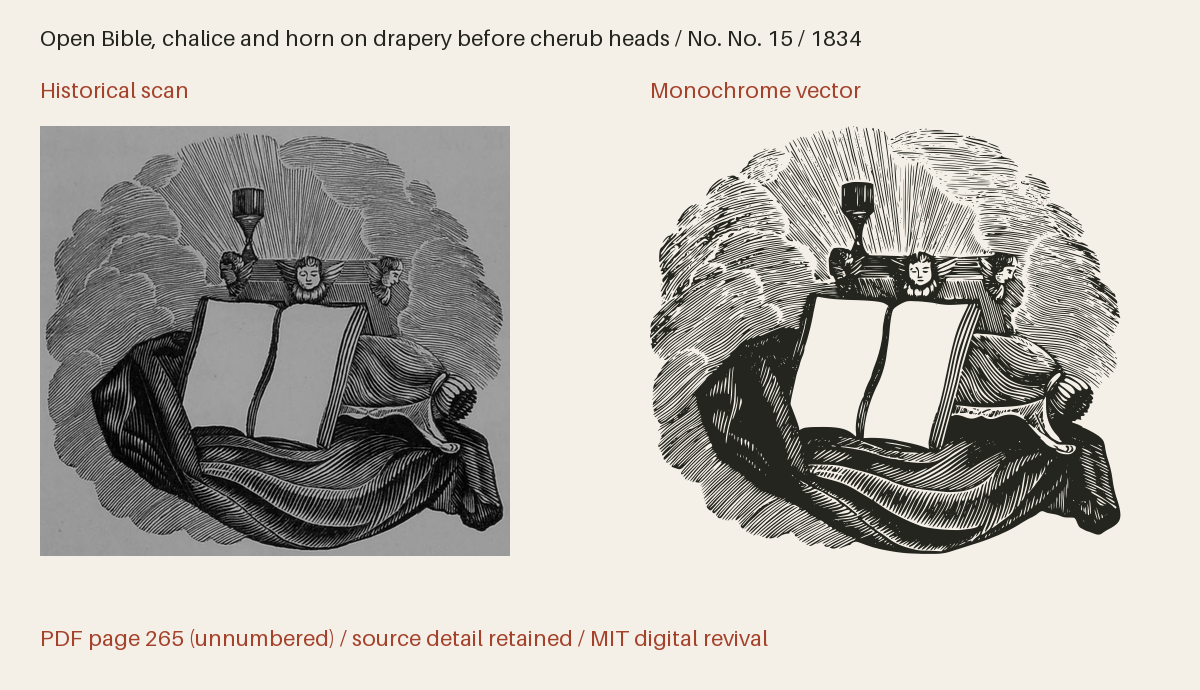 Open Bible, chalice and horn on drapery before cherub heads / No. No. 15 / 1834
Historical scan
Monochrome vector
PDF page 265 (unnumbered) / source detail retained / MIT digital revival